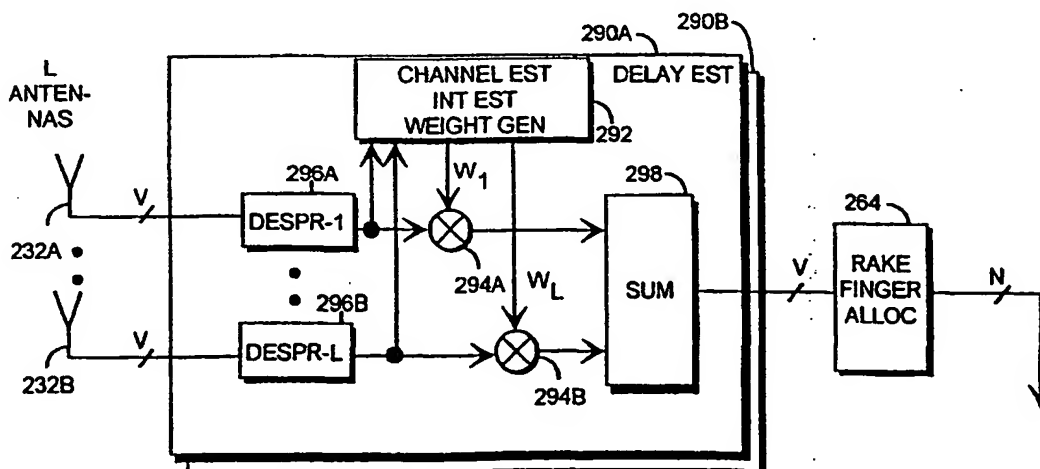 290A
290B
L
ANTEN-
NAS
CHANNEL EST
INT EST
WEIGHT GEN
DELAY EST
292
296A
V
DESPR-1
W1
298
264
232A
294A
SUM
V
RAKE
FINGER
ALLOC
N
296B
WL
V
DESPR-L
232B
294B